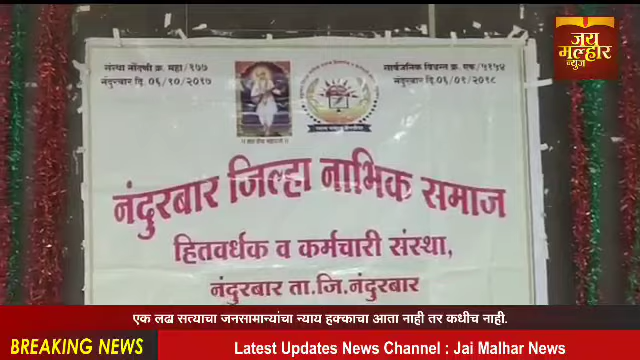 जय
मल्हार
न्यूज
संस्था नोंदणी क्र. महा/१७७
नंदुरबार दि. ०६/१०/२०१७
सार्वजनिक विश्वस्त क्र. एफ/५१५४
नंदुरबार दि.०६/०१/२०१८
नंदुरबार जिल्हा नाभिक समाज
हितवर्धक व कर्मचारी संस्था,
नंदुरबार ता.जि.नंदुरबार
एक लढा सत्याचा जनसामान्यांचा न्याय हक्काचा आता नाही तर कधीच नाही.
BREAKING NEWS
Latest Updates News Channel : Jai Malhar News